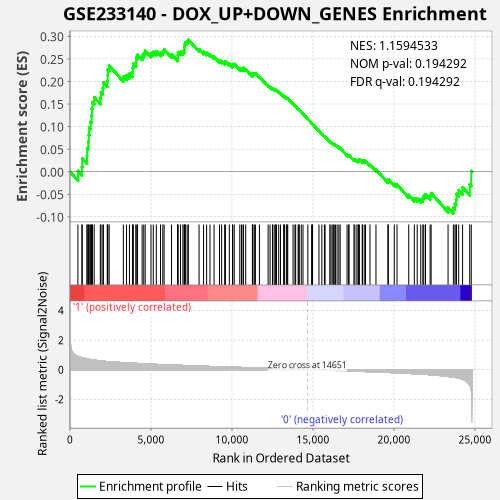 GSE233140 - DOX_UP+DOWN_GENES Enrichment
NES: 1.1594533
NOM p-val: 0.194292
FDR q-val: 0.194292
Enrichment score (ES)
0.30
0.25
0.20
0.15
0.10
0.05
0.00
-0.05
-0.10
'1' (positively correlated)
Ranked list metric (Signal2Noise)
4
2
0
-2
Zero cross at 14651
'0' (negatively correlated)
0
5,000
10,000
15,000
20,000
25,000
Rank in Ordered Dataset
Enrichment profile
Hits
Ranking metric scores